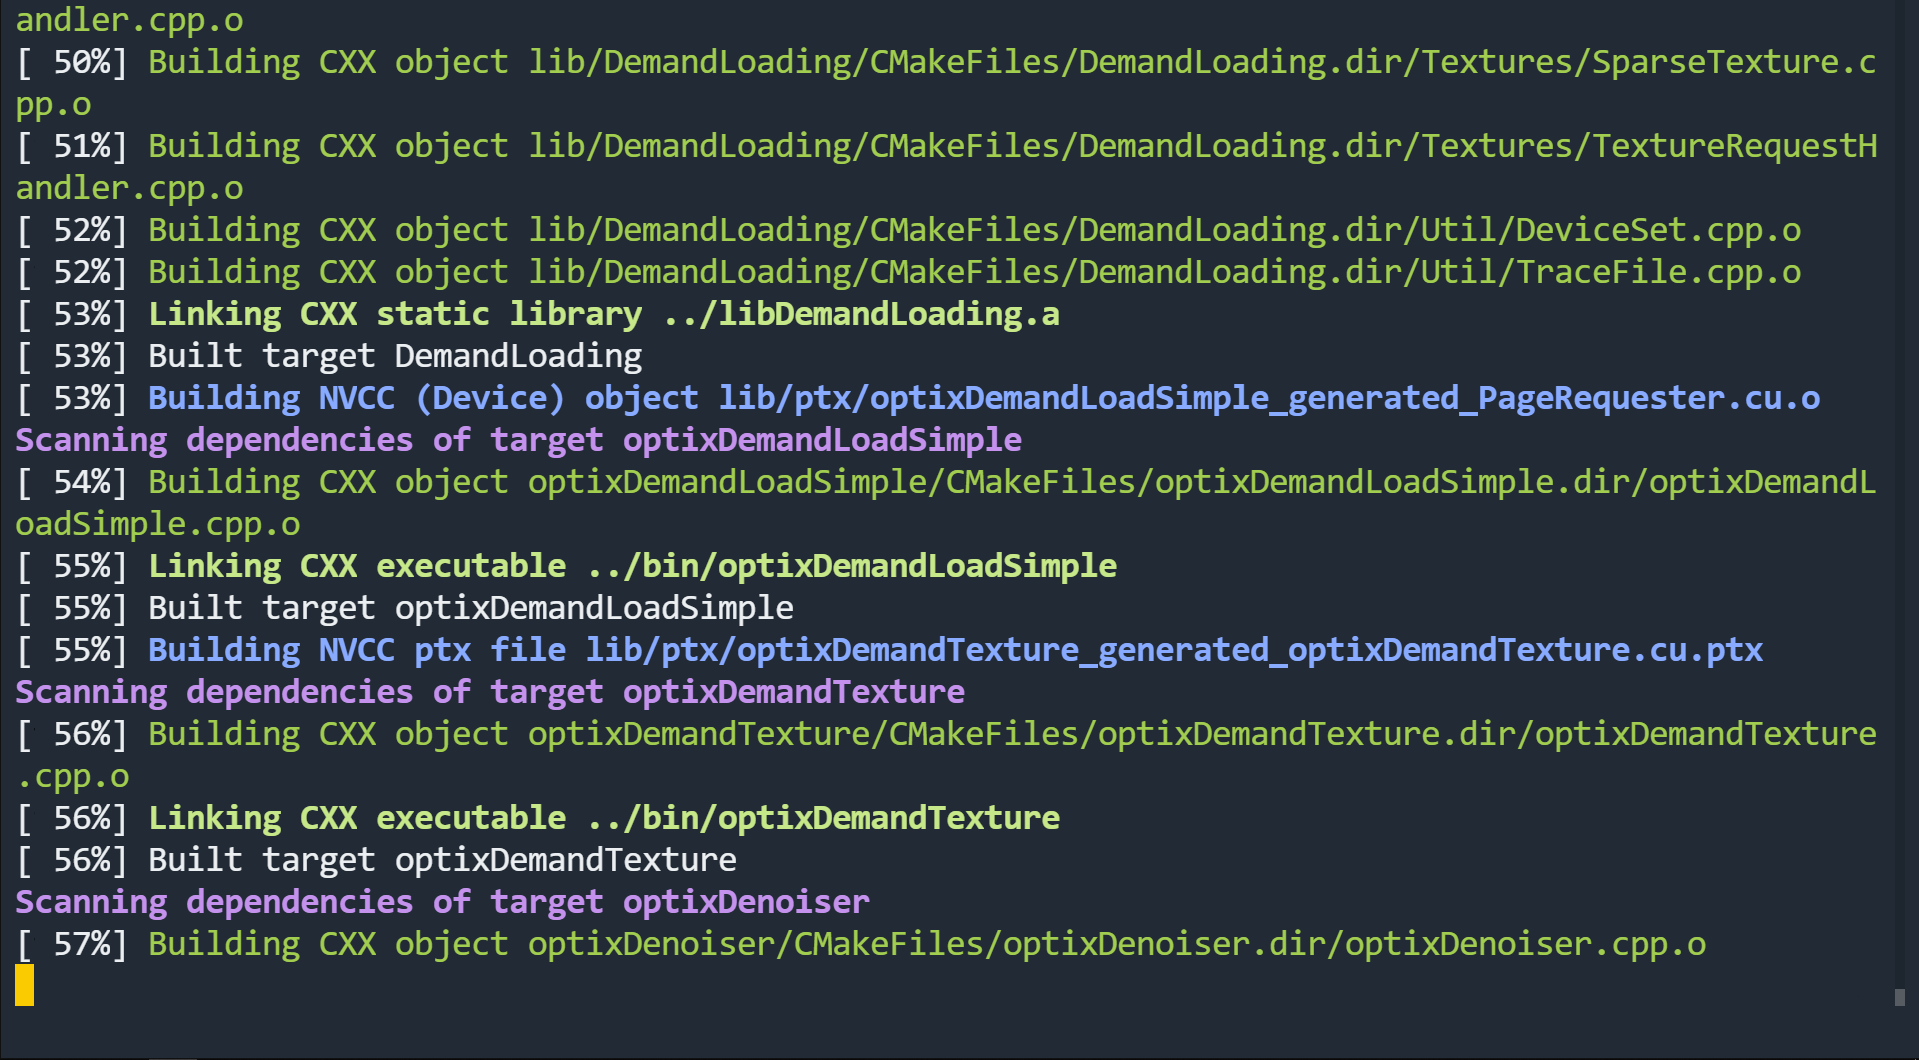 andler.cpp.o
[ 50%] Building CXX object lib/DemandLoading/CMakeFiles/DemandLoading.dir/Textures/SparseTexture.c
pp.o
[ 51%] Building CXX object lib/DemandLoading/CMakeFiles/DemandLoading.dir/Textures/TextureRequestH
andler.cpp.o
[ 52%] Building CXX object lib/DemandLoading/CMakeFiles/DemandLoading.dir/Util/DeviceSet.cpp.o
[ 52%] Building CXX object lib/DemandLoading/CMakeFiles/DemandLoading.dir/Util/TraceFile.cpp.o
[ 53%] Linking CXX static library ../libDemandLoading.a
[ 53%] Built target DemandLoading
[ 53%] Building NVCC (Device) object lib/ptx/optixDemandLoadSimple_generated_PageRequester.cu.o
Scanning dependencies of target optixDemandLoadSimple
[ 54%] Building CXX object optixDemandLoadSimple/CMakeFiles/optixDemandLoadSimple.dir/optixDemandL
oadSimple.cpp.o
[ 55%] Linking CXX executable ../bin/optixDemandLoadSimple
[ 55%] Built target optixDemandLoadSimple
[ 55%] Building NVCC ptx file lib/ptx/optixDemandTexture_generated_optixDemandTexture.cu.ptx
Scanning dependencies of target optixDemandTexture
[ 56%] Building CXX object optixDemandTexture/CMakeFiles/optixDemandTexture.dir/optixDemandTexture
.cpp.o
[ 56%] Linking CXX executable ../bin/optixDemandTexture
[ 56%] Built target optixDemandTexture
Scanning dependencies of target optixDenoiser
[ 57%] Building CXX object optixDenoiser/CMakeFiles/optixDenoiser.dir/optixDenoiser.cpp.o